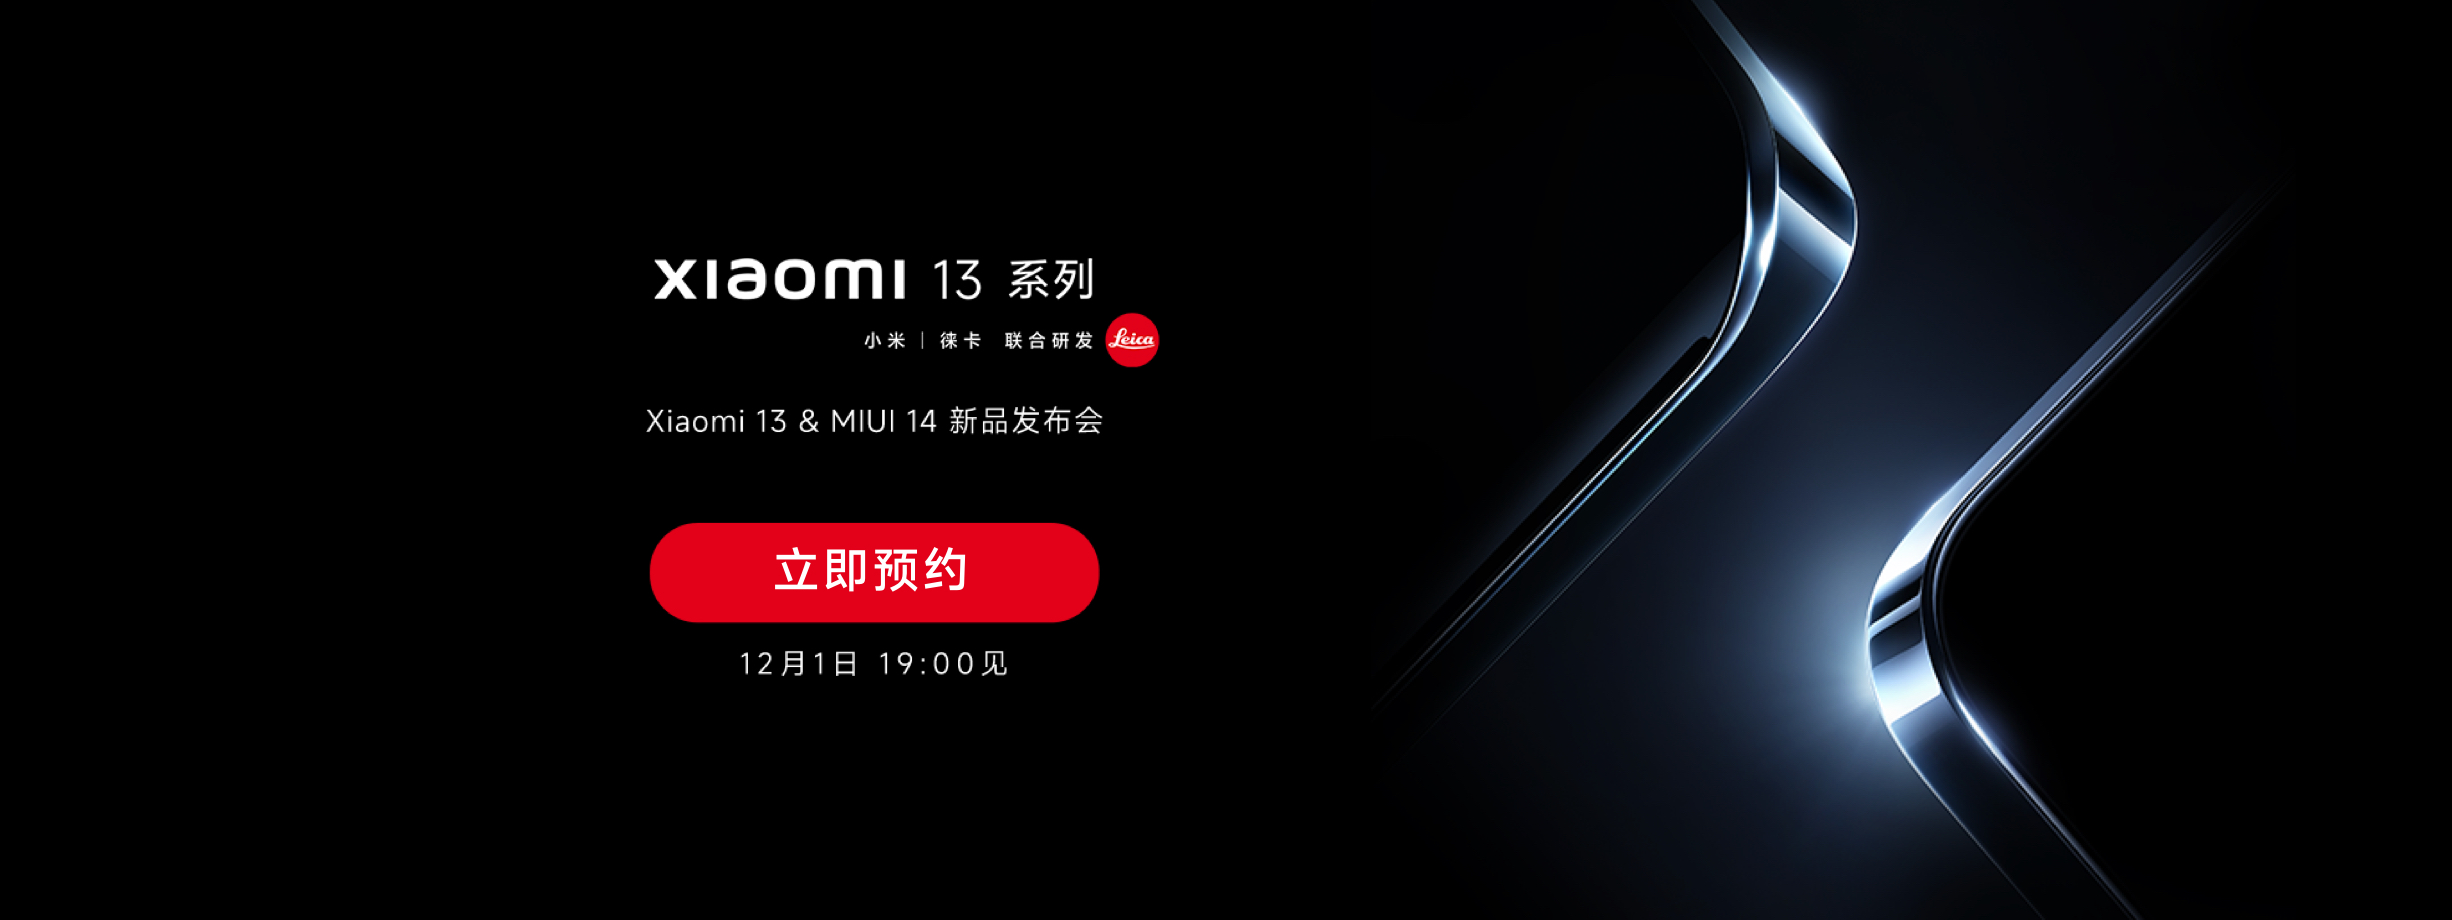 xiaomi 13 系列
小米 | 徕卡 联合研发 Leica
Xiaomi 13 & MIUI 14 新品发布会
立即预约
12月1日 19:00见